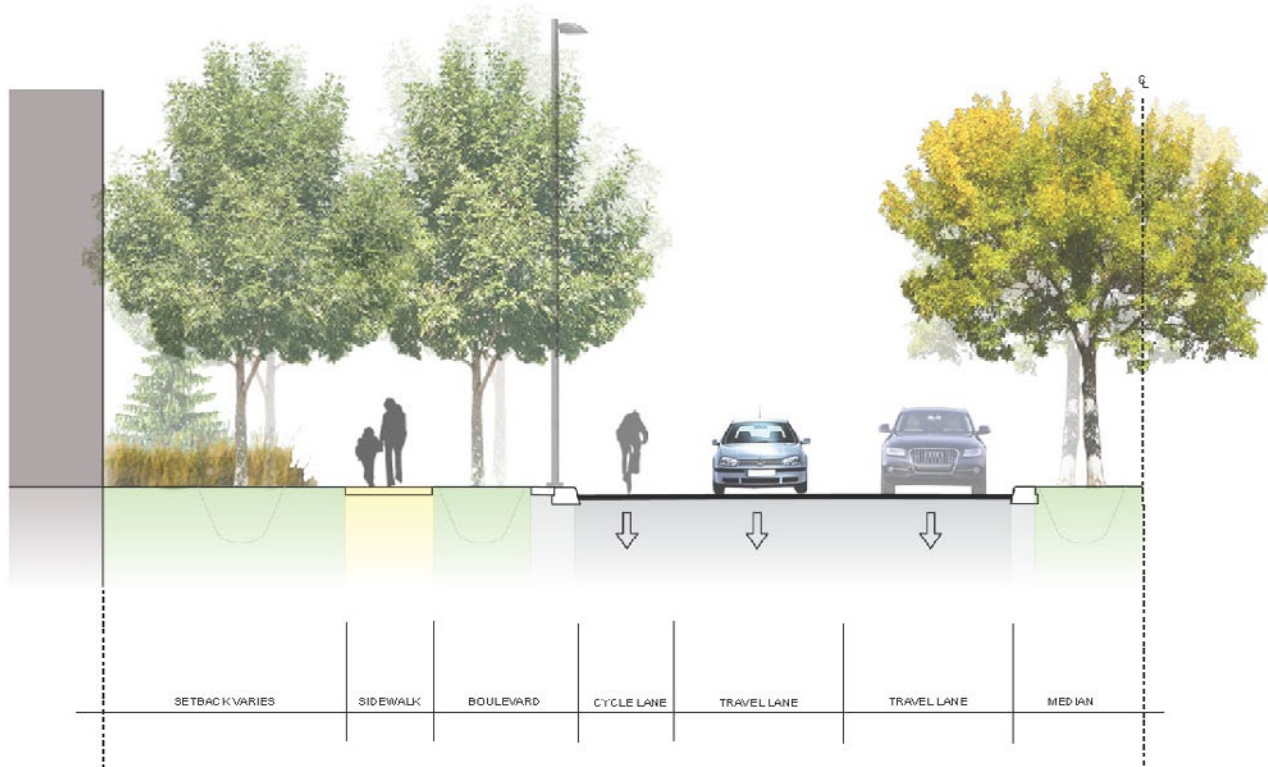 ℄
SETBACK VARIES
SIDEWALK
BOULEVARD
CYCLE LANE
TRAVEL LANE
TRAVEL LANE
MEDIAN